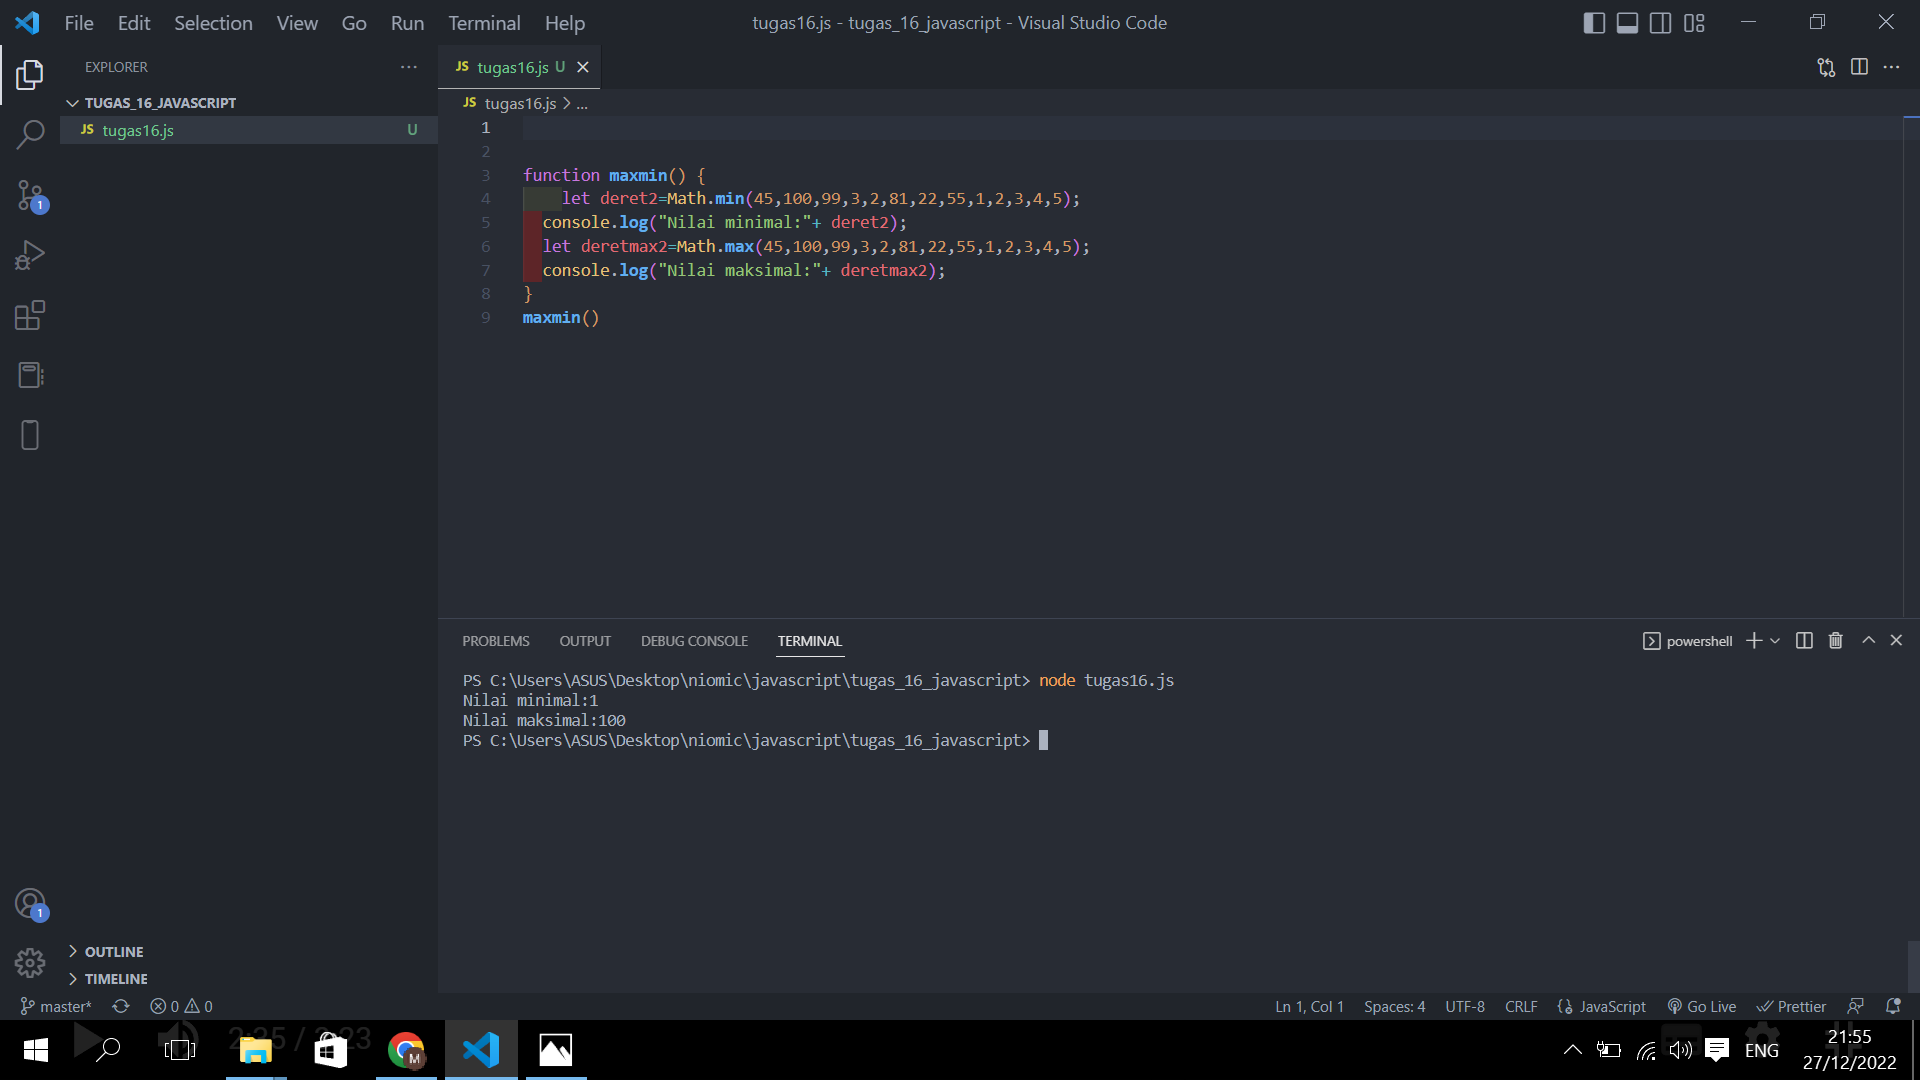 File Edit Selection View Go Run Terminal Help
tugas16.js - tugas_16_javascript - Visual Studio Code
EXPLORER
TUGAS_16_JAVASCRIPT
JS tugas16.js U
JS tugas16.js U
JS tugas16.js > ...
1
2
3 function maxmin() {
4 let deret2=Math.min(45,100,99,3,2,81,22,55,1,2,3,4,5);
5 console.log("Nilai minimal:"+ deret2);
6 let deretmax2=Math.max(45,100,99,3,2,81,22,55,1,2,3,4,5);
7 console.log("Nilai maksimal:"+ deretmax2);
8 }
9 maxmin()
PROBLEMS OUTPUT DEBUG CONSOLE TERMINAL
powershell
PS C:\Users\ASUS\Desktop\niomic\javascript\tugas_16_javascript> node tugas16.js
Nilai minimal:1
Nilai maksimal:100
PS C:\Users\ASUS\Desktop\niomic\javascript\tugas_16_javascript>
1
1
OUTLINE
TIMELINE
master* 0 0
Ln 1, Col 1 Spaces: 4 UTF-8 CRLF JavaScript Go Live Prettier
M
ENG
21:55
27/12/2022